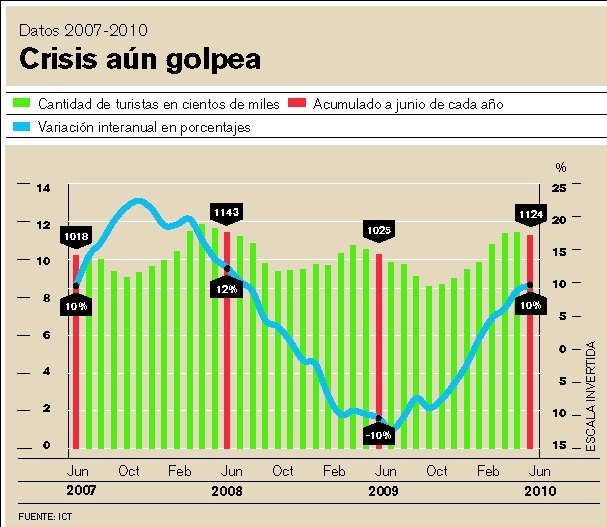 Datos 2007-2010
Crisis aún golpea
Cantidad de turistas en cientos de miles Acumulado a junio de cada año
Variación interanual en porcentajes
%
14 25
12 20
10 15
8 10
6 5
4 0
2 5
0 10
15
1018
1143
1025
1124
10%
12%
-10%
10%
ESCALA INVERTIDA
Jun Oct Feb Jun Oct Feb Jun Oct Feb Jun
2007 2008 2009 2010
FUENTE: ICT